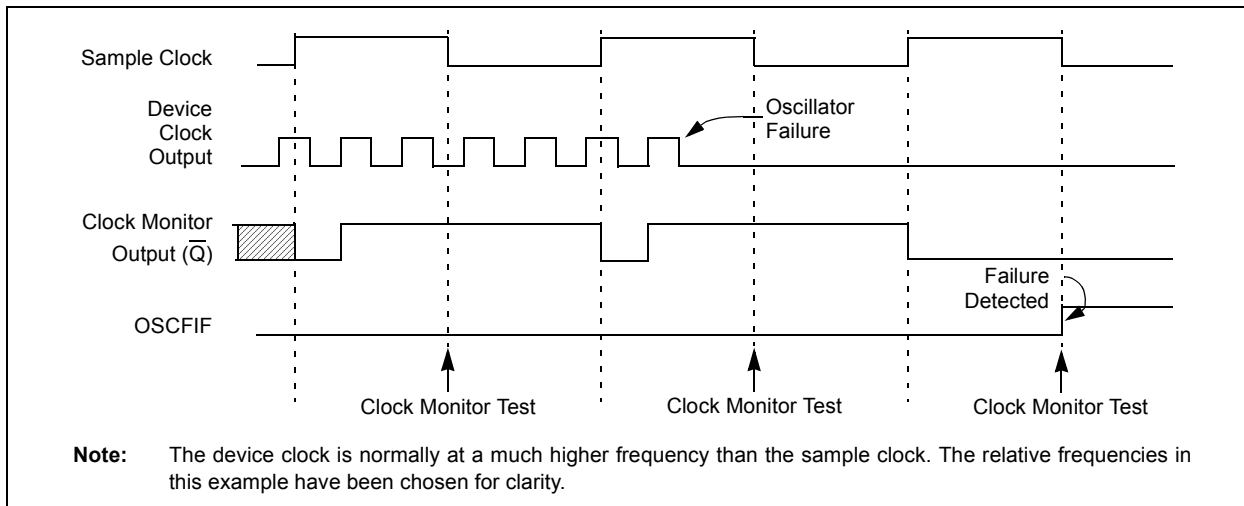 Sample Clock
Device
Clock
Output
Oscillator
Failure
Clock Monitor
Output (Q̅)
Failure
Detected
OSCFIF
Clock Monitor Test
Clock Monitor Test
Clock Monitor Test
Note: The device clock is normally at a much higher frequency than the sample clock. The relative frequencies in
this example have been chosen for clarity.